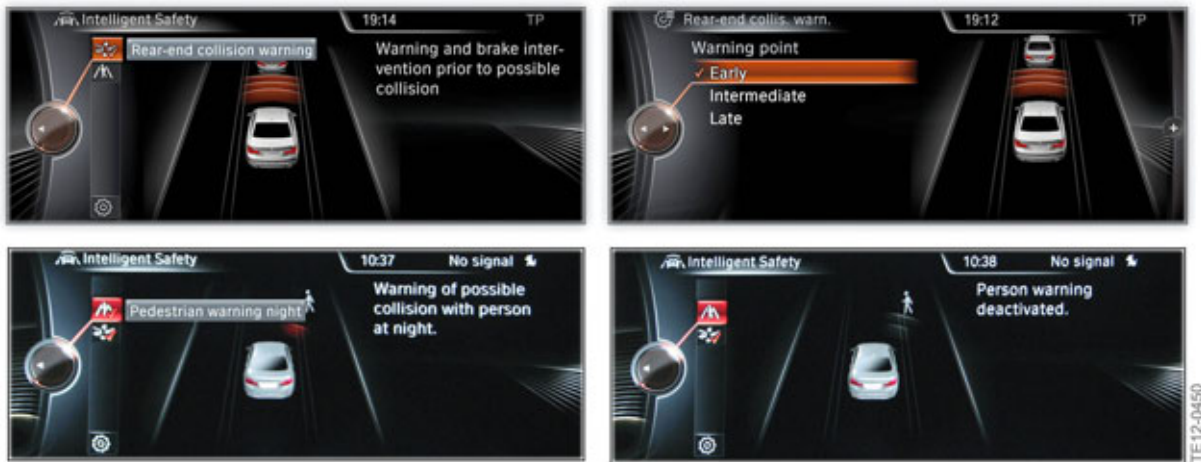 Intelligent Safety
19:14
TP
Rear-end collision warning
Warning and brake inter-
vention prior to possible
collision
Rear-end collis. warn.
19:12
TP
Warning point
Early
Intermediate
Late
Intelligent Safety
10:37
No signal
Pedestrian warning night
Warning of possible
collision with person
at night.
Intelligent Safety
10:38
No signal
Person warning
deactivated.
TE12-0450